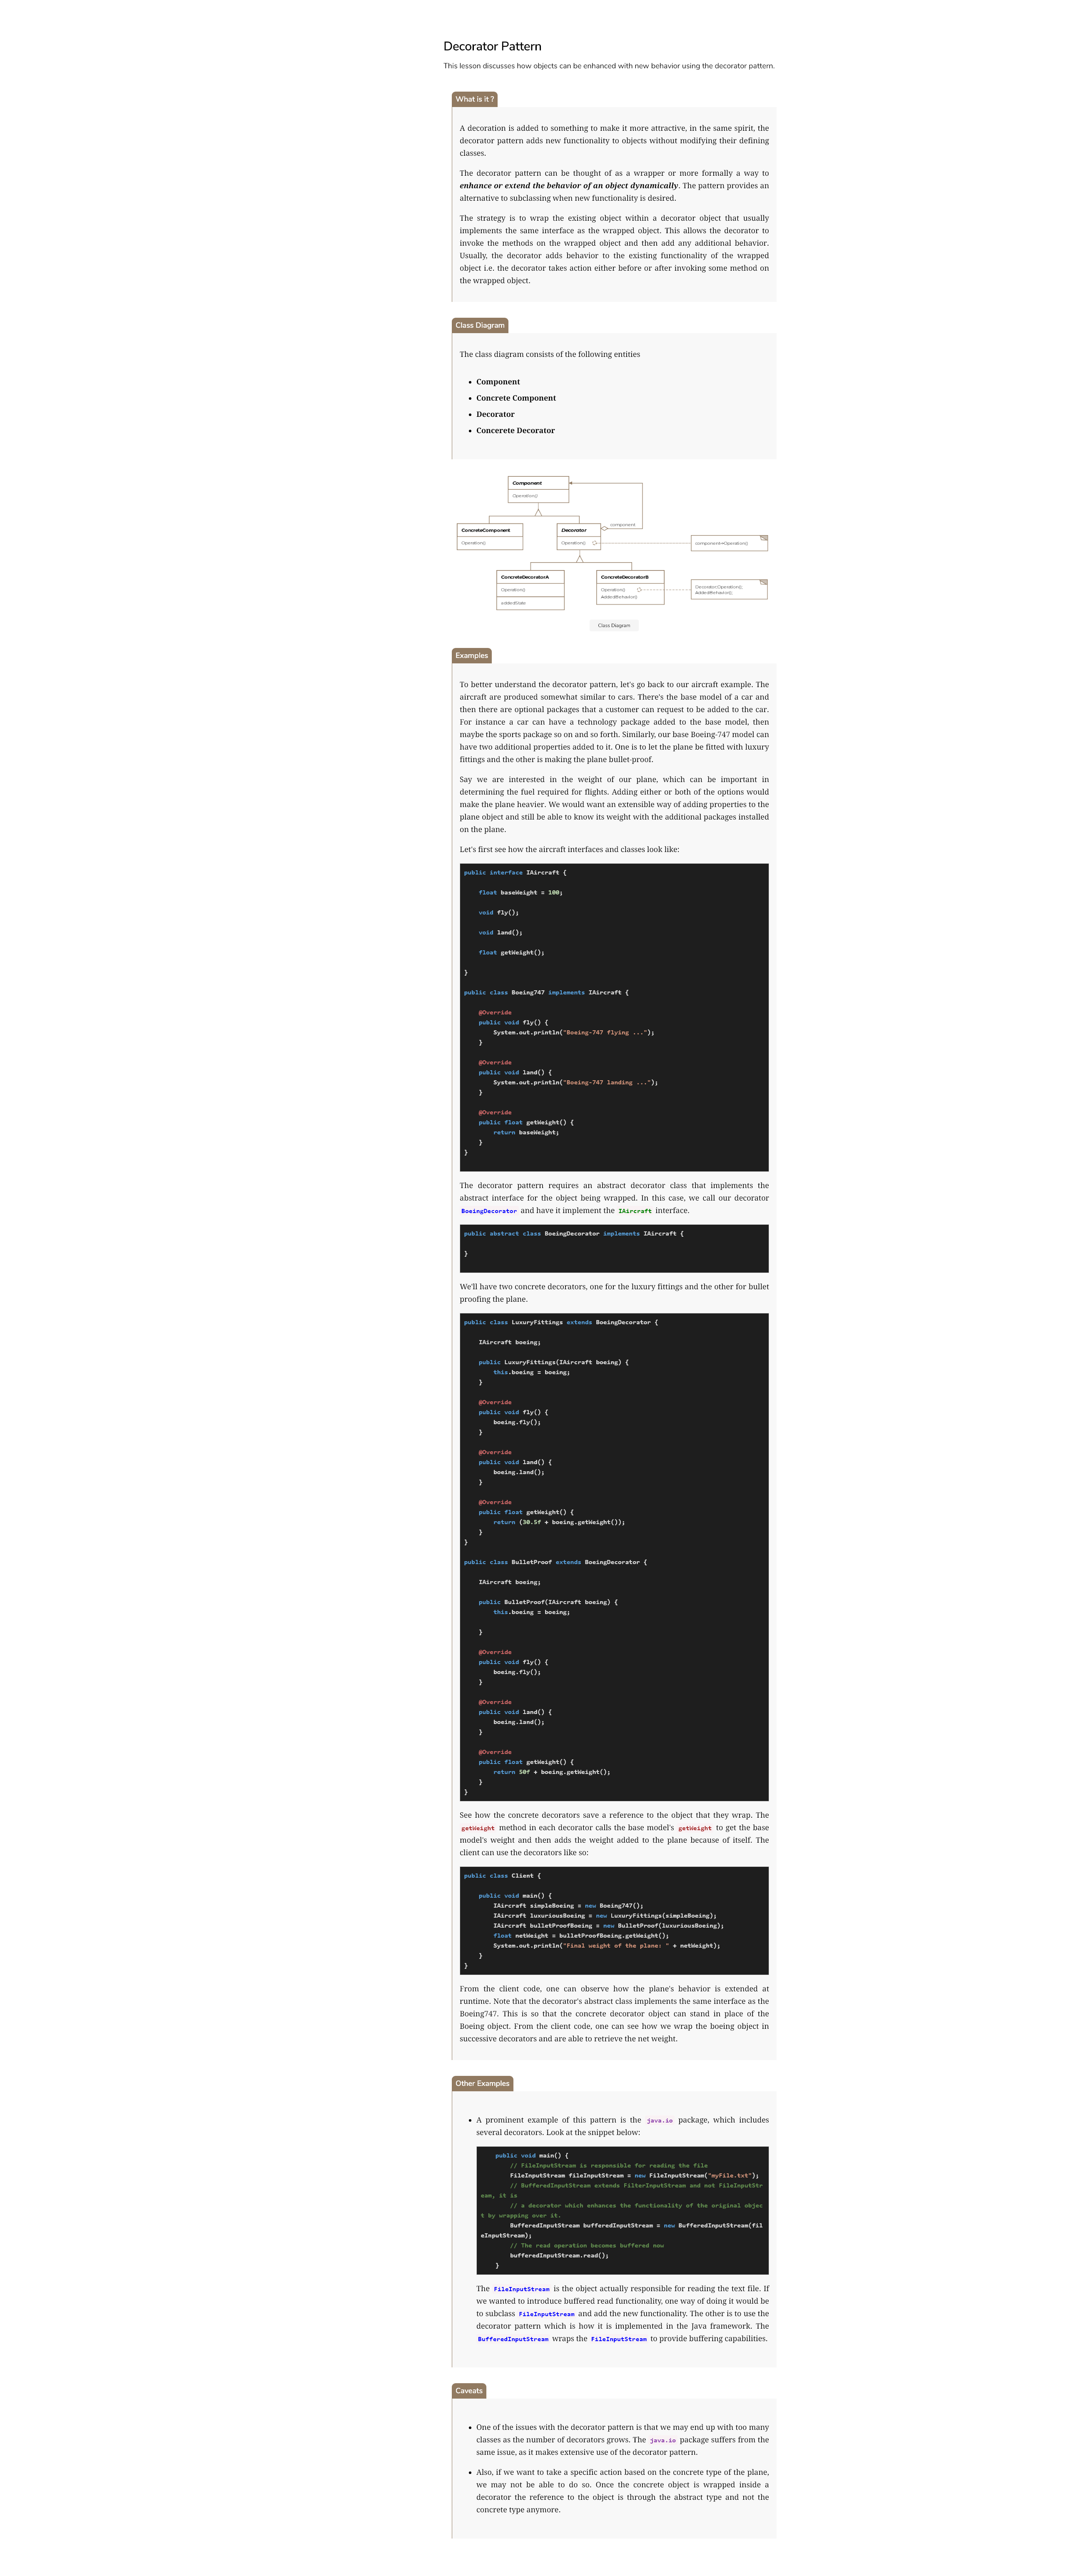 Decorator Pattern
This lesson discusses how objects can be enhanced with new behavior using the decorator pattern.
What is it ?
A decoration is added to something to make it more attractive, in the same spirit, the
decorator pattern adds new functionality to objects without modifying their defining
classes.
The decorator pattern can be thought of as a wrapper or more formally a way to
enhance or extend the behavior of an object dynamically. The pattern provides an
alternative to subclassing when new functionality is desired.
The strategy is to wrap the existing object within a decorator object that usually
implements the same interface as the wrapped object. This allows the decorator to
invoke the methods on the wrapped object and then add any additional behavior.
Usually, the decorator adds behavior to the existing functionality of the wrapped
object i.e. the decorator takes action either before or after invoking some method on
the wrapped object.
Class Diagram
The class diagram consists of the following entities
• Component
• Concrete Component
• Decorator
• Concerete Decorator
Component
Operation()
component
ConcreteComponent
Operation()
Decorator
Operation()
component->Operation()
ConcreteDecoratorA
Operation()
addedState
ConcreteDecoratorB
Operation()
AddedBehavior()
Decorator.Operation();
AddedBehavior();
Class Diagram
Examples
To better understand the decorator pattern, let's go back to our aircraft example. The
aircraft are produced somewhat similar to cars. There's the base model of a car and
then there are optional packages that a customer can request to be added to the car.
For instance a car can have a technology package added to the base model, then
maybe the sports package so on and so forth. Similarly, our base Boeing-747 model can
have two additional properties added to it. One is to let the plane be fitted with luxury
fittings and the other is making the plane bullet-proof.
Say we are interested in the weight of our plane, which can be important in
determining the fuel required for flights. Adding either or both of the options would
make the plane heavier. We would want an extensible way of adding properties to the
plane object and still be able to know its weight with the additional packages installed
on the plane.
Let's first see how the aircraft interfaces and classes look like:
public interface IAircraft {
float baseWeight = 100;
void fly();
void land();
float getWeight();
}
public class Boeing747 implements IAircraft {
@Override
public void fly() {
System.out.println("Boeing-747 flying ...");
}
@Override
public void land() {
System.out.println("Boeing-747 landing ...");
}
@Override
public float getWeight() {
return baseWeight;
}
}
The decorator pattern requires an abstract decorator class that implements the
abstract interface for the object being wrapped. In this case, we call our decorator
BoeingDecorator and have it implement the IAircraft interface.
public abstract class BoeingDecorator implements IAircraft {
}
We'll have two concrete decorators, one for the luxury fittings and the other for bullet
proofing the plane.
public class LuxuryFittings extends BoeingDecorator {
IAircraft boeing;
public LuxuryFittings(IAircraft boeing) {
this.boeing = boeing;
}
@Override
public void fly() {
boeing.fly();
}
@Override
public void land() {
boeing.land();
}
@Override
public float getWeight() {
return (30.5f + boeing.getWeight());
}
}
public class BulletProof extends BoeingDecorator {
IAircraft boeing;
public BulletProof(IAircraft boeing) {
this.boeing = boeing;
}
@Override
public void fly() {
boeing.fly();
}
@Override
public void land() {
boeing.land();
}
@Override
public float getWeight() {
return 50f + boeing.getWeight();
}
}
See how the concrete decorators save a reference to the object that they wrap. The
getWeight method in each decorator calls the base model's getWeight to get the base
model's weight and then adds the weight added to the plane because of itself. The
client can use the decorators like so:
public class Client {
public void main() {
IAircraft simpleBoeing = new Boeing747();
IAircraft luxuriousBoeing = new LuxuryFittings(simpleBoeing);
IAircraft bulletProofBoeing = new BulletProof(luxuriousBoeing);
float netWeight = bulletProofBoeing.getWeight();
System.out.println("Final weight of the plane: " + netWeight);
}
}
From the client code, one can observe how the plane's behavior is extended at
runtime. Note that the decorator's abstract class implements the same interface as the
Boeing747. This is so that the concrete decorator object can stand in place of the
Boeing object. From the client code, one can see how we wrap the boeing object in
successive decorators and are able to retrieve the net weight.
Other Examples
• A prominent example of this pattern is the java.io package, which includes
several decorators. Look at the snippet below:
public void main() {
// FileInputStream is responsible for reading the file
FileInputStream fileInputStream = new FileInputStream("myFile.txt");
// BufferedInputStream extends FilterInputStream and not FileInputStr
eam, it is
// a decorator which enhances the functionality of the original objec
t by wrapping over it.
BufferedInputStream bufferedInputStream = new BufferedInputStream(fil
eInputStream);
// The read operation becomes buffered now
bufferedInputStream.read();
}
The FileInputStream is the object actually responsible for reading the text file. If
we wanted to introduce buffered read functionality, one way of doing it would be
to subclass FileInputStream and add the new functionality. The other is to use the
decorator pattern which is how it is implemented in the Java framework. The
BufferedInputStream wraps the FileInputStream to provide buffering capabilities.
Caveats
• One of the issues with the decorator pattern is that we may end up with too many
classes as the number of decorators grows. The java.io package suffers from the
same issue, as it makes extensive use of the decorator pattern.
• Also, if we want to take a specific action based on the concrete type of the plane,
we may not be able to do so. Once the concrete object is wrapped inside a
decorator the reference to the object is through the abstract type and not the
concrete type anymore.